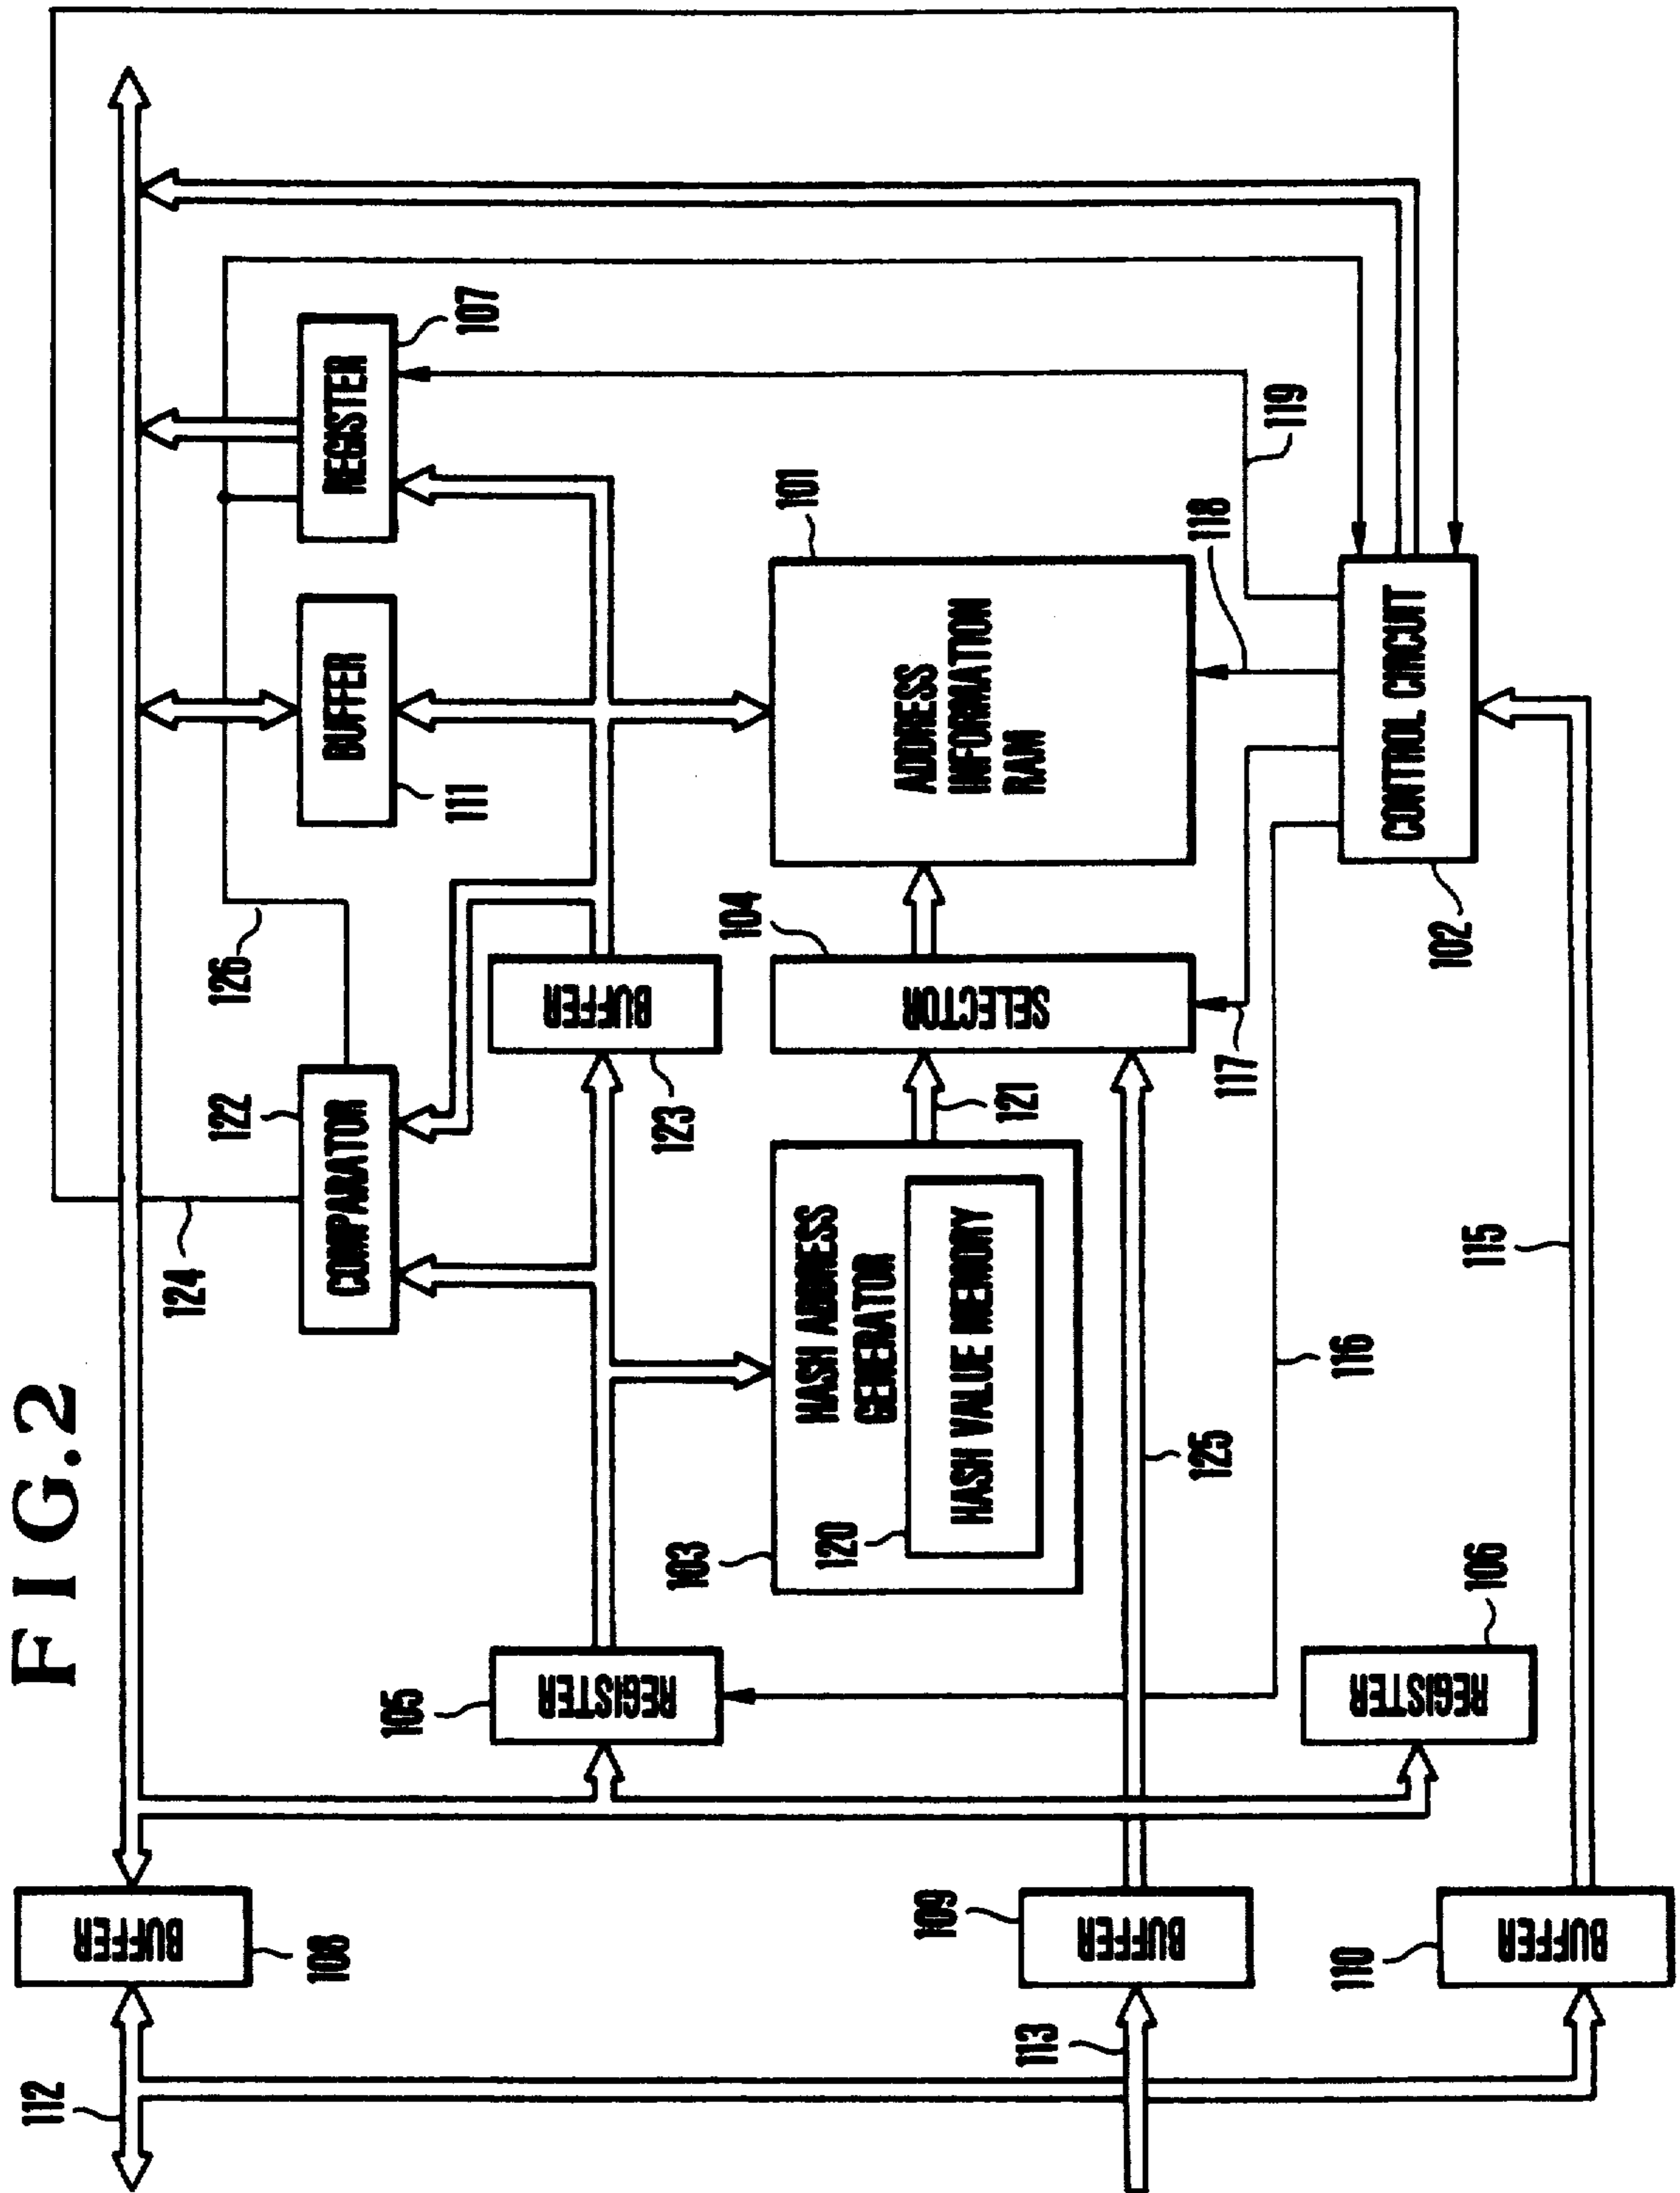 FIG.2
112
BUFFER
108
124
COMPARATOR
122
126
BUFFER
111
REGISTER
107
105
REGISTER
BUFFER
123
103
HASH ADDRESS
GENERATOR
120
HASH VALUE MEMORY
121
104
SELECTOR
101
ADDRESS
INFORMATION
RAM
113
109
BUFFER
125
117
118
119
116
110
BUFFER
106
REGISTER
115
102
CONTROL CIRCUIT